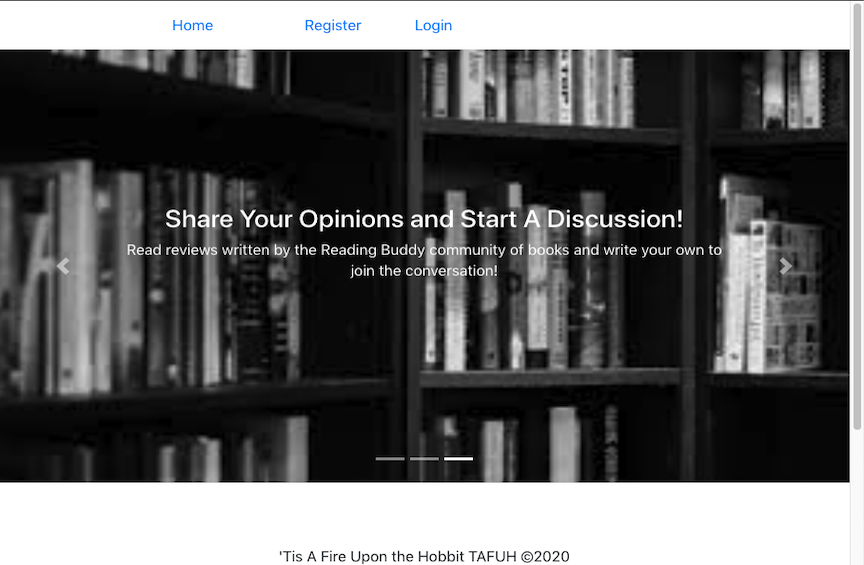 Home Register Login
Share Your Opinions and Start A Discussion!
Read reviews written by the Reading Buddy community of books and write your own to
join the conversation!
'Tis A Fire Upon the Hobbit TAFUH ©2020